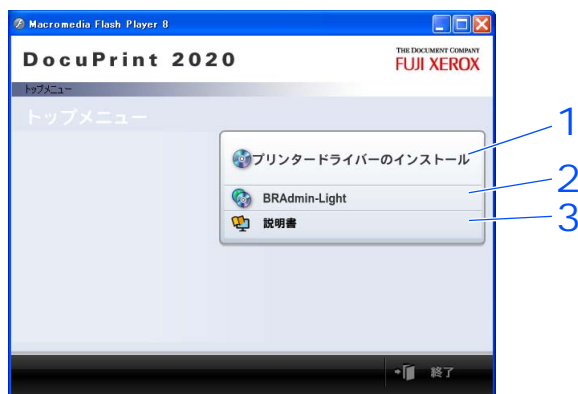 Macromedia Flash Player 8
DocuPrint 2020
THE DOCUMENT COMPANY
FUJI XEROX
トップメニュー
トップメニュー
プリンタードライバーのインストール
1
BRAdmin-Light
2
説明書
3
終了